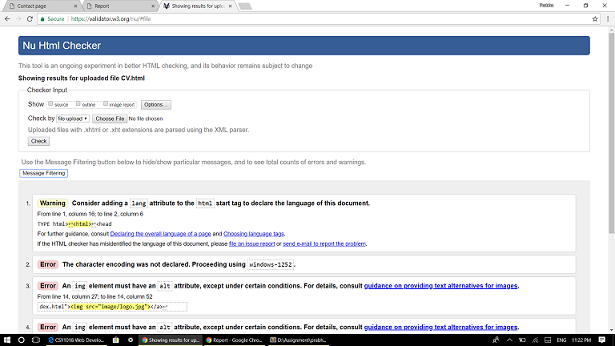 Contact page
Report
Showing results for uplo
Prabhie
Secure https://validator.w3.org/nu/#file
Nu Html Checker
This tool is an ongoing experiment in better HTML checking, and its behavior remains subject to change
Showing results for uploaded file CV.html
Checker Input
Show source outline image report Options...
Check by file upload Choose File No file chosen
Uploaded files with .xhtml or .xht extensions are parsed using the XML parser.
Check
Use the Message Filtering button below to hide/show particular messages, and to see total counts of errors and warnings.
Message Filtering
1. Warning Consider adding a lang attribute to the html start tag to declare the language of this document.
From line 1, column 16; to line 2, column 6
TYPE html>↩<html>↩<head
For further guidance, consult Declaring the overall language of a page and Choosing language tags.
If the HTML checker has misidentified the language of this document, please file an issue report or send e-mail to report the problem.
2. Error The character encoding was not declared. Proceeding using windows-1252.
3. Error An img element must have an alt attribute, except under certain conditions. For details, consult guidance on providing text alternatives for images.
From line 14, column 27; to line 14, column 52
dex.html"><img src="image/logo.jpg"></a>↩
4. Error An img element must have an alt attribute, except under certain conditions. For details, consult guidance on providing text alternatives for images.
CS11018 Web Develo... Showing results for up... Report - Google Chro... D:\Assignment\prabh... ENG 11:22 PM